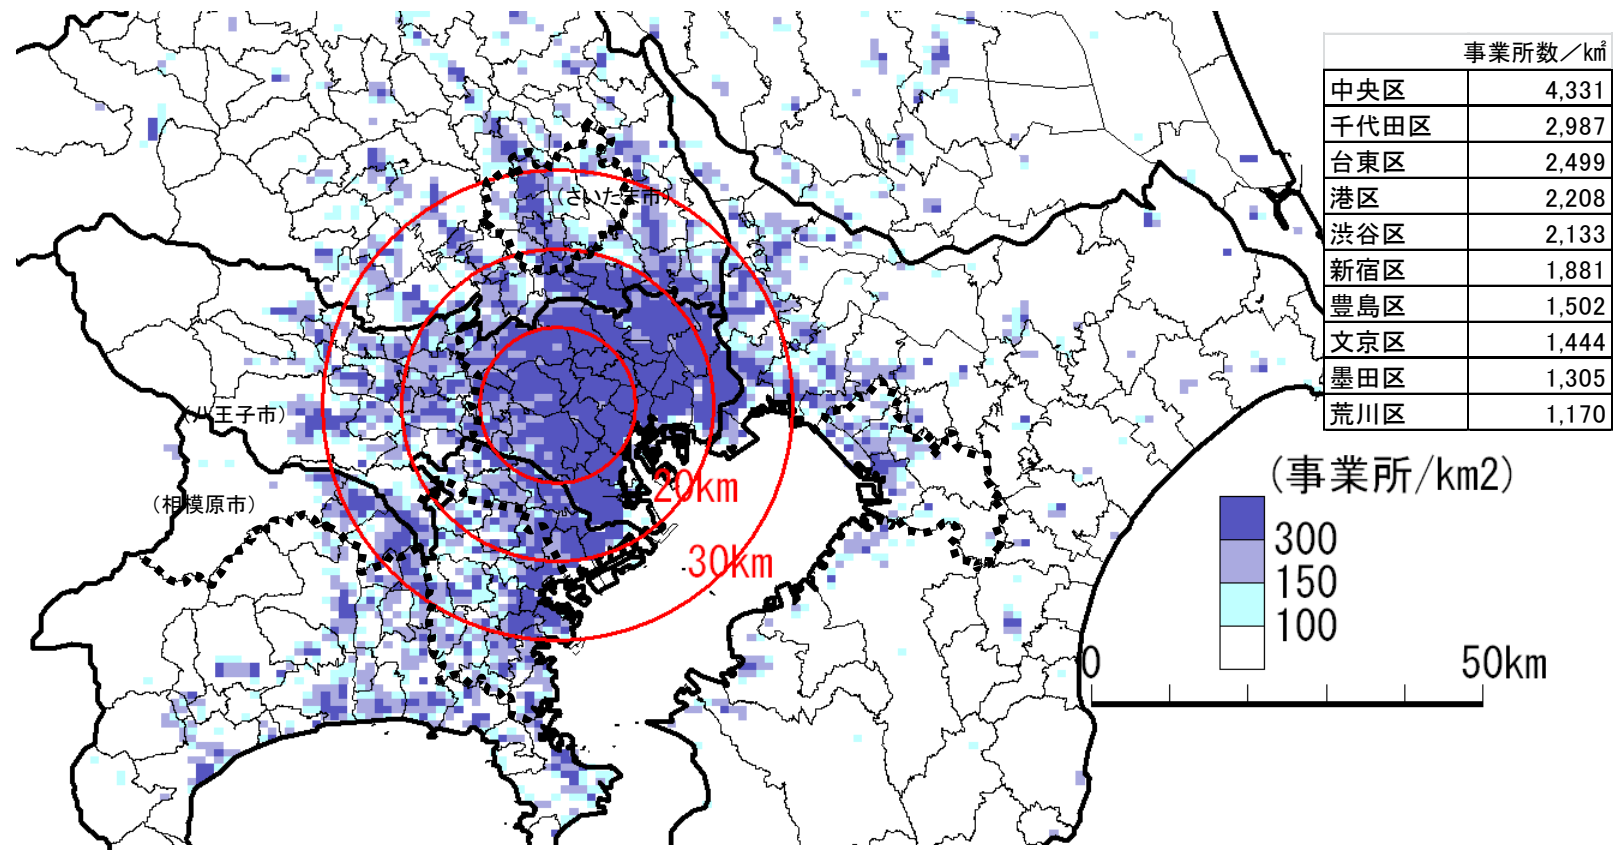 事業所数／㎢
中央区 4,331
千代田区 2,987
台東区 2,499
港区 2,208
渋谷区 2,133
新宿区 1,881
豊島区 1,502
文京区 1,444
墨田区 1,305
荒川区 1,170
（さいたま市）
（八王子市）
（相模原市）
20km
30km
(事業所/km2)
300
150
100
0 50km